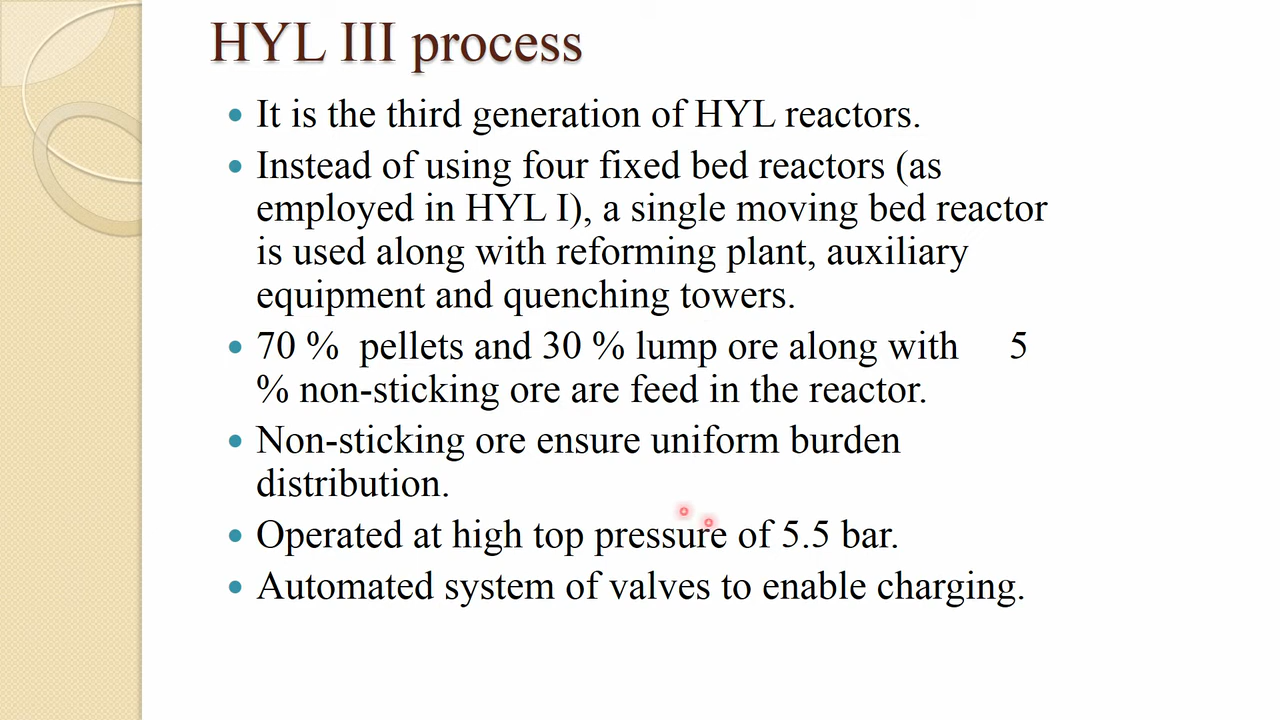 HYL III process
• It is the third generation of HYL reactors.
• Instead of using four fixed bed reactors (as
employed in HYL I), a single moving bed reactor
is used along with reforming plant, auxiliary
equipment and quenching towers.
• 70 % pellets and 30 % lump ore along with 5
% non-sticking ore are feed in the reactor.
• Non-sticking ore ensure uniform burden
distribution.
• Operated at high top pressure of 5.5 bar.
• Automated system of valves to enable charging.